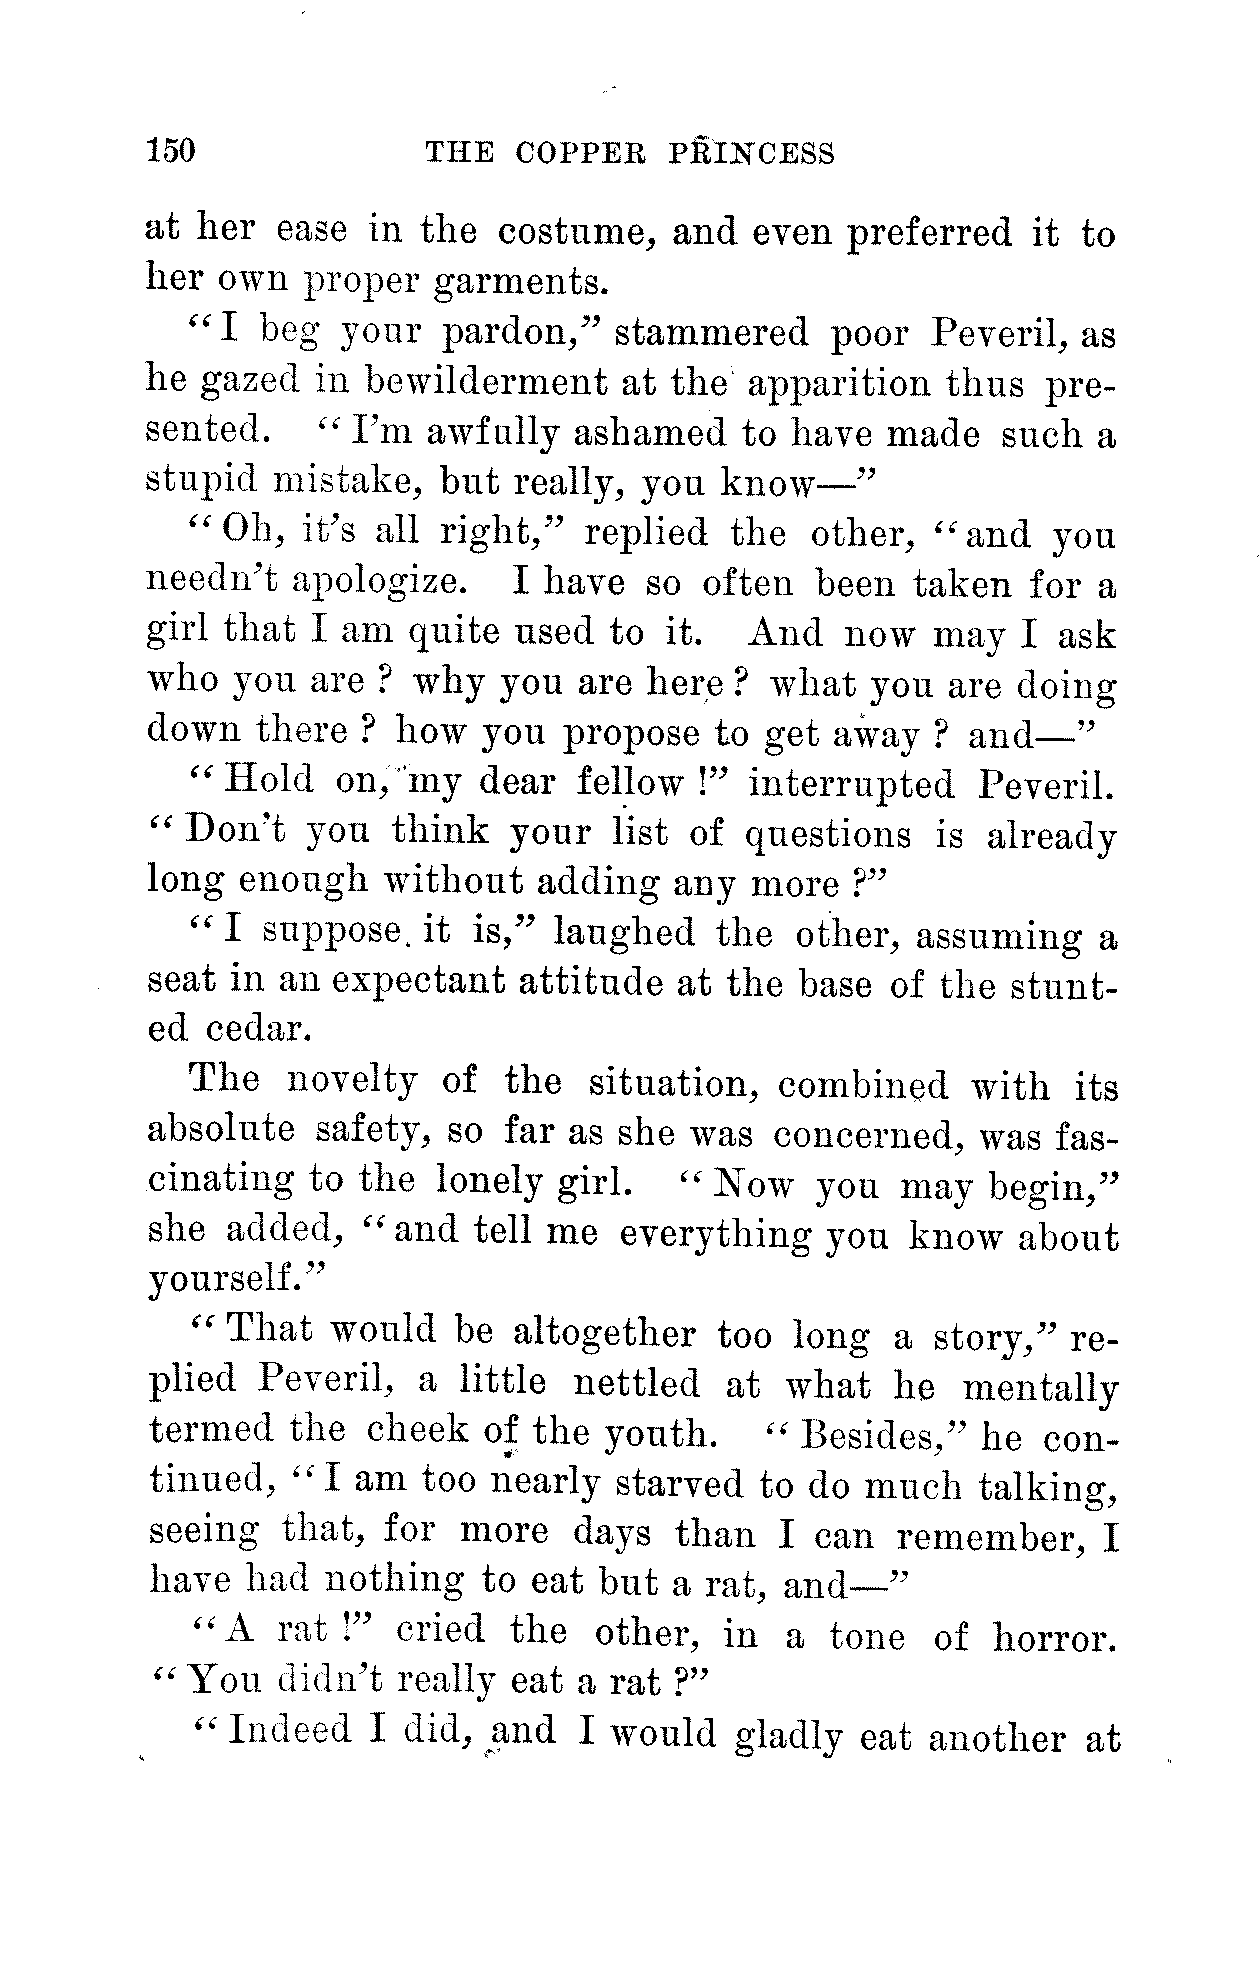 150 THE COPPER PRINCESS
at her ease in the costume, and even preferred it to
her own proper garments.
“I beg your pardon,” stammered poor Peveril, as
he gazed in bewilderment at the apparition thus pre-
sented. “I’m awfully ashamed to have made such a
stupid mistake, but really, you know—”
“Oh, it’s all right,” replied the other, “and you
needn’t apologize. I have so often been taken for a
girl that I am quite used to it. And now may I ask
who you are ? why you are here ? what you are doing
down there ? how you propose to get away ? and—”
“Hold on, my dear fellow !” interrupted Peveril.
“Don’t you think your list of questions is already
long enough without adding any more ?”
“I suppose it is,” laughed the other, assuming a
seat in an expectant attitude at the base of the stunt-
ed cedar.
The novelty of the situation, combined with its
absolute safety, so far as she was concerned, was fas-
cinating to the lonely girl. “Now you may begin,”
she added, “and tell me everything you know about
yourself.”
“That would be altogether too long a story,” re-
plied Peveril, a little nettled at what he mentally
termed the cheek of the youth. “Besides,” he con-
tinued, “I am too nearly starved to do much talking,
seeing that, for more days than I can remember, I
have had nothing to eat but a rat, and—”
“A rat !” cried the other, in a tone of horror.
“You didn’t really eat a rat ?”
“Indeed I did, and I would gladly eat another at